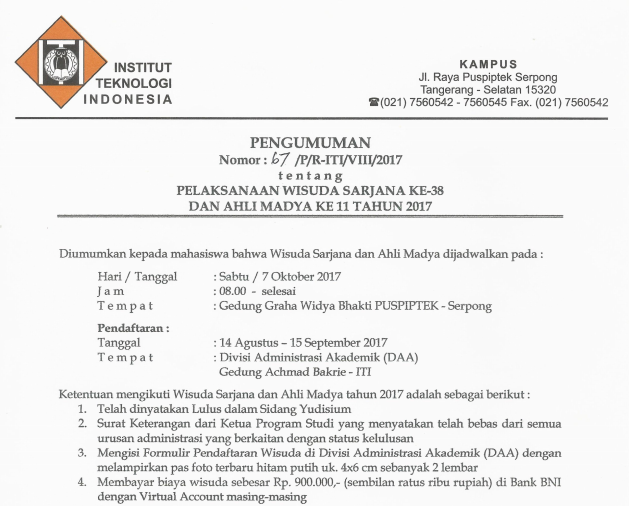 INSTITUT
TEKNOLOGI
INDONESIA
KAMPUS
Jl. Raya Puspiptek Serpong
Tangerang - Selatan 15320
☎(021) 7560542 - 7560545 Fax. (021) 7560542
PENGUMUMAN
Nomor : 67 /P/R-ITI/VIII/2017
t e n t a n g
PELAKSANAAN WISUDA SARJANA KE-38
DAN AHLI MADYA KE 11 TAHUN 2017
Diumumkan kepada mahasiswa bahwa Wisuda Sarjana dan Ahli Madya dijadwalkan pada :
Hari / Tanggal : Sabtu / 7 Oktober 2017
J a m : 08.00 - selesai
T e m p a t : Gedung Graha Widya Bhakti PUSPIPTEK - Serpong
Pendaftaran :
Tanggal : 14 Agustus – 15 September 2017
T e m p a t : Divisi Administrasi Akademik (DAA)
Gedung Achmad Bakrie - ITI
Ketentuan mengikuti Wisuda Sarjana dan Ahli Madya tahun 2017 adalah sebagai berikut :
1. Telah dinyatakan Lulus dalam Sidang Yudisium
2. Surat Keterangan dari Ketua Program Studi yang menyatakan telah bebas dari semua
urusan administrasi yang berkaitan dengan status kelulusan
3. Mengisi Formulir Pendaftaran Wisuda di Divisi Administrasi Akademik (DAA) dengan
melampirkan pas foto terbaru hitam putih uk. 4x6 cm sebanyak 2 lembar
4. Membayar biaya wisuda sebesar Rp. 900.000,- (sembilan ratus ribu rupiah) di Bank BNI
dengan Virtual Account masing-masing